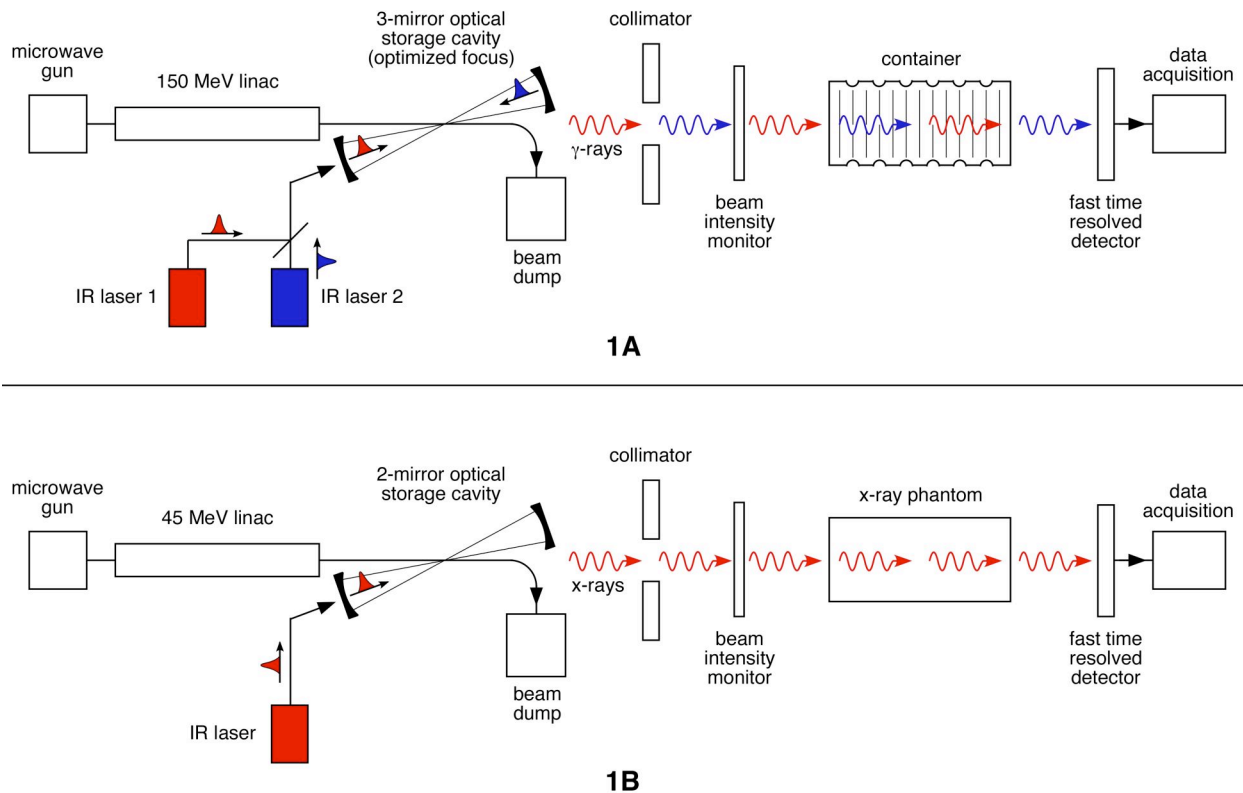 microwave
gun
150 MeV linac
3-mirror optical
storage cavity
(optimized focus)
collimator
container
data
acquisition
γ-rays
beam
dump
beam
intensity
monitor
fast time
resolved
detector
IR laser 1
IR laser 2
1A
microwave
gun
45 MeV linac
2-mirror optical
storage cavity
collimator
x-ray phantom
data
acquisition
x-rays
beam
dump
beam
intensity
monitor
fast time
resolved
detector
IR laser
1B